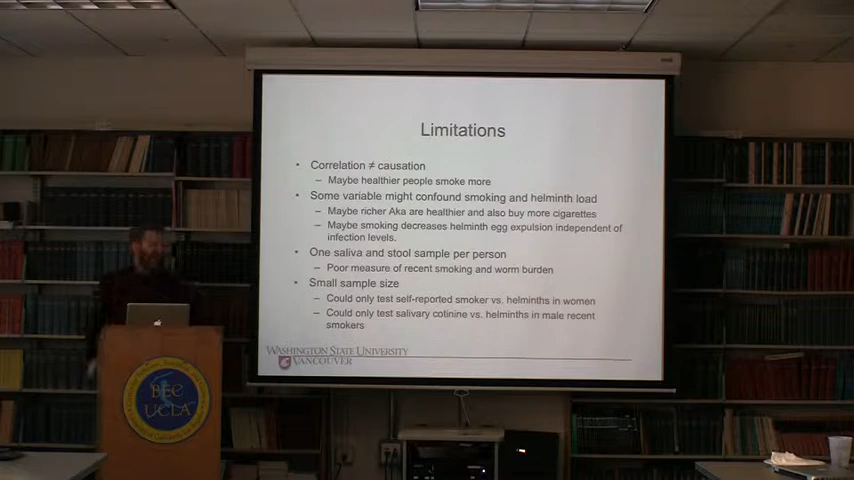 Limitations
• Correlation ≠ causation
– Maybe healthier people smoke more
• Some variable might confound smoking and helminth load
– Maybe richer Aka are healthier and also buy more cigarettes
– Maybe smoking decreases helminth egg expulsion independent of
infection levels.
• One saliva and stool sample per person
– Poor measure of recent smoking and worm burden
• Small sample size
– Could only test self-reported smoker vs. helminths in women
– Could only test salivary cotinine vs. helminths in male recent
smokers
WASHINGTON STATE UNIVERSITY
VANCOUVER
BEC
UCLA